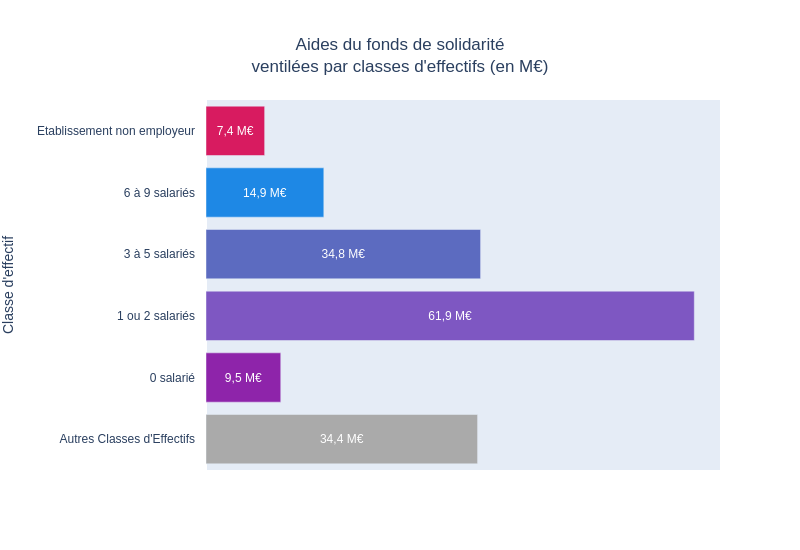 Aides du fonds de solidarité
ventilées par classes d'effectifs (en M€)
Classe d'effectif
Etablissement non employeur
7,4 M€
6 à 9 salariés
14,9 M€
3 à 5 salariés
34,8 M€
1 ou 2 salariés
61,9 M€
0 salarié
9,5 M€
Autres Classes d'Effectifs
34,4 M€